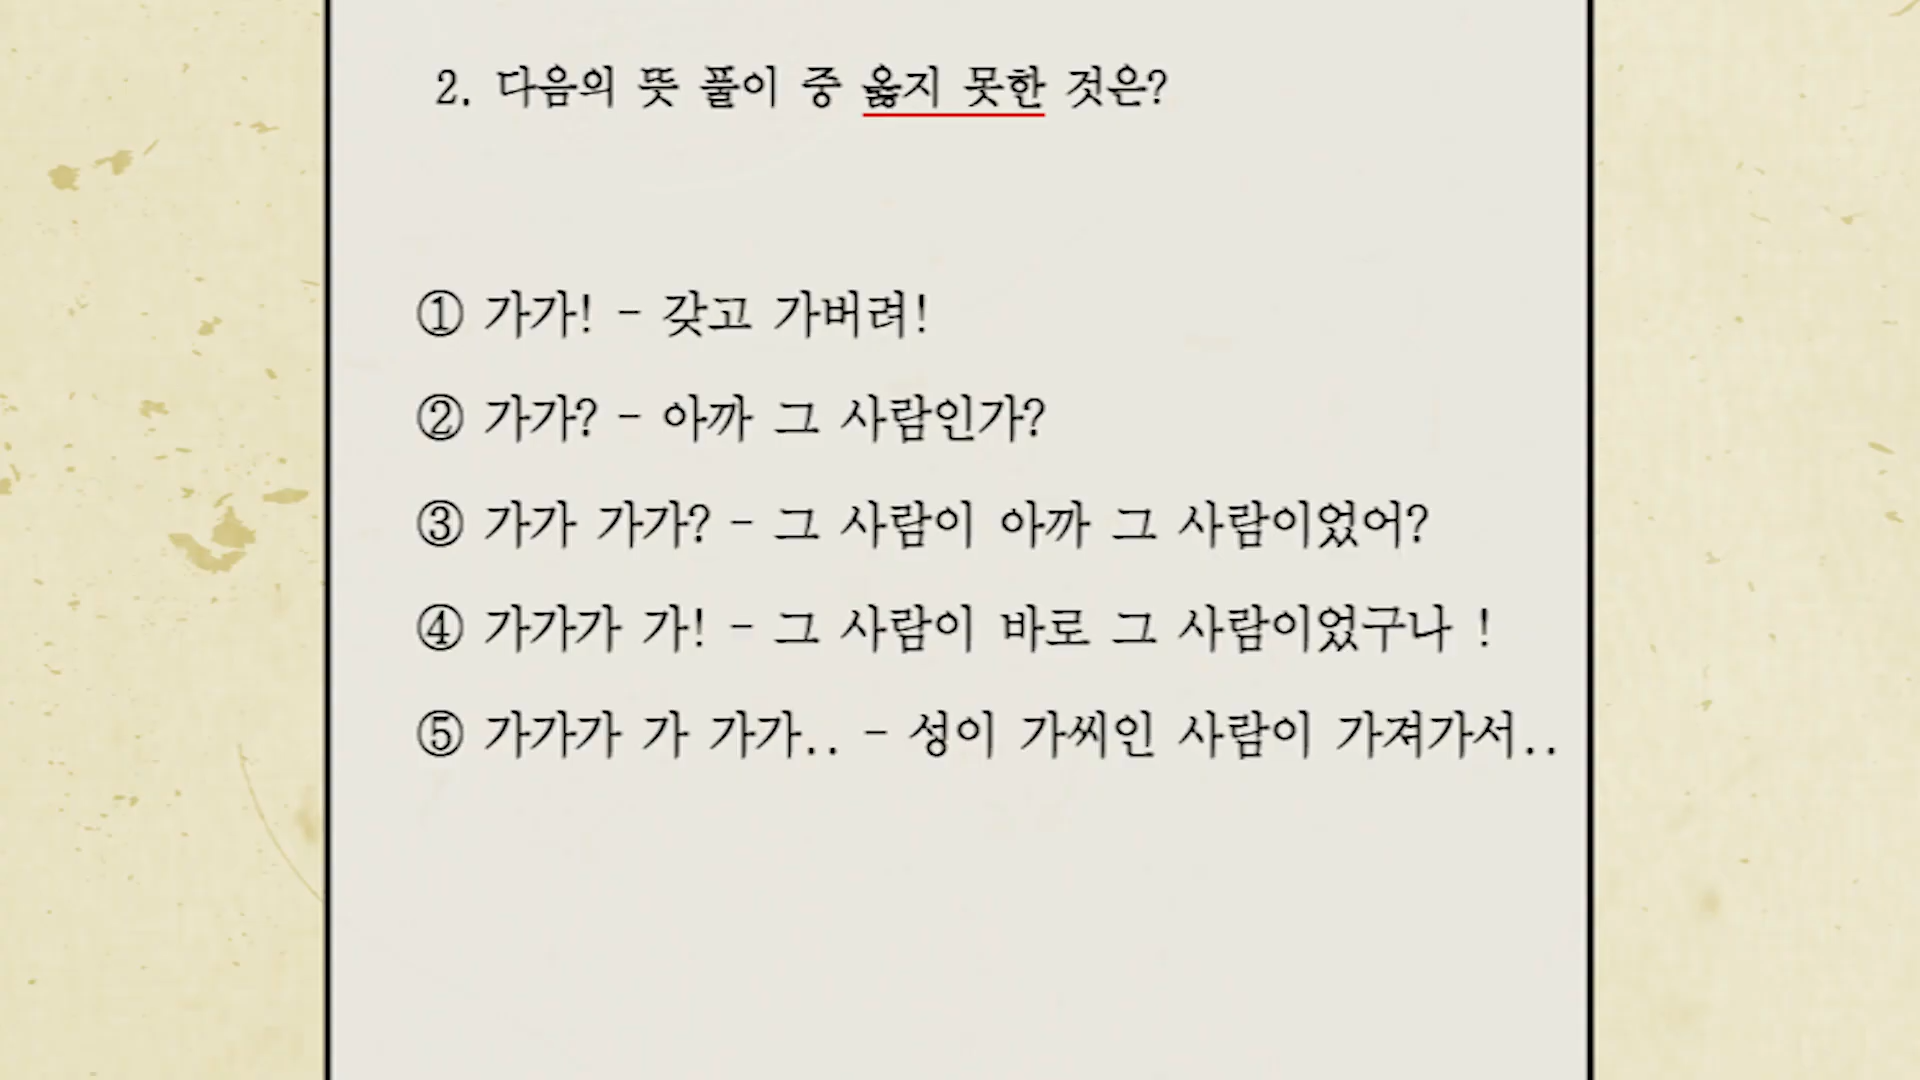 2. 다음의 뜻 풀이 중 옳지 못한 것은?
① 가가! - 갖고 가버려!
② 가가? - 아까 그 사람인가?
③ 가가 가가? - 그 사람이 아까 그 사람이었어?
④ 가가가 가! - 그 사람이 바로 그 사람이었구나 !
⑤ 가가가 가 가가.. - 성이 가씨인 사람이 가져가서..